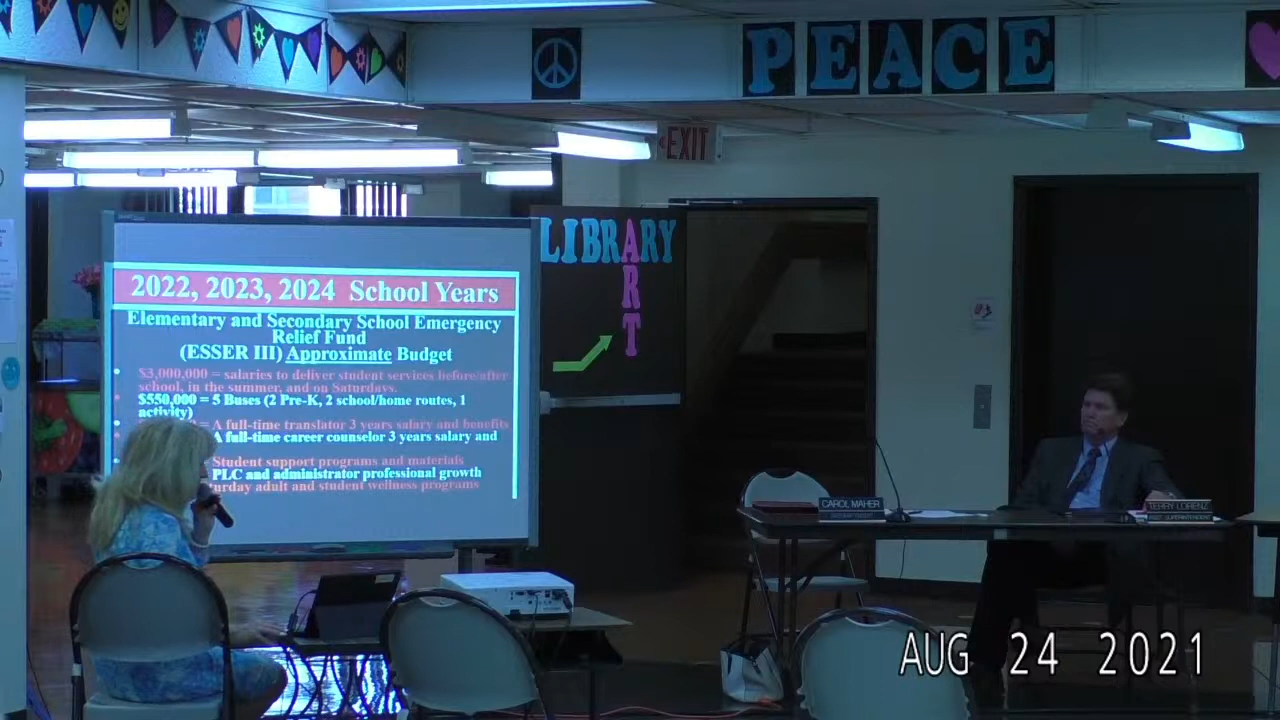 PEACE
EXIT
LIBRARY
ART
2022, 2023, 2024 School Years
Elementary and Secondary School Emergency
Relief Fund
(ESSER III) Approximate Budget
$3,000,000 = salaries to deliver student services before/after
school, in the summer, and on Saturdays.
$550,000 = 5 Buses (2 Pre-K, 2 school/home routes, 1
activity)
= A full-time translator 3 years salary and benefits
A full-time career counselor 3 years salary and
Student support programs and materials
PLC and administrator professional growth
turday adult and student wellness programs
CAROL MAHER
TERRY LORENZ
AUG 24 2021